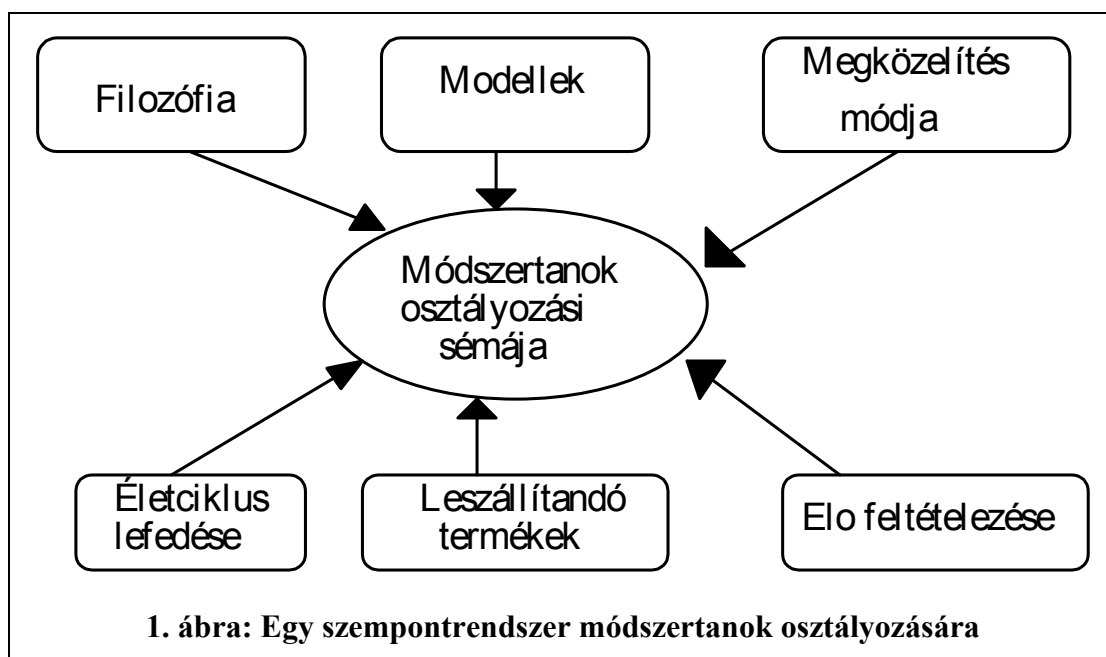 Filozófia
Modellek
Megközelítés
módja
Módszertanok
osztályozási
sémája
Életciklus
lefedése
Leszállítandó
termékek
Elo feltételezése
1. ábra: Egy szempontrendszer módszertanok osztályozására